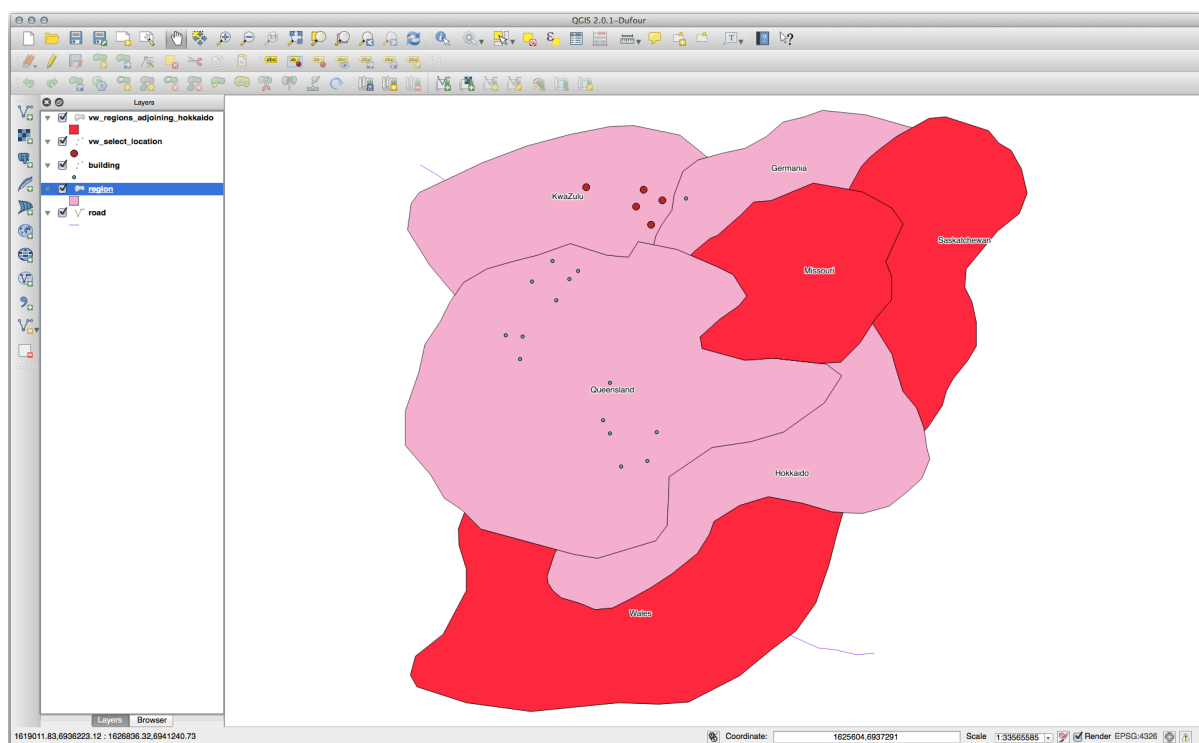 QGIS 2.0.1-Dufour
Layers
vw_regions_adjoining_hokkaido
vw_select_location
building
region
road
Germania
KwaZulu
Saskatchewan
Missouri
Queensland
Hokkaido
Wales
Layers Browser
1619011.83,6936223.12 : 1626836.32,6941240.73 Coordinate: 1625604,6937291 Scale 1:33565585 Render EPSG:4326